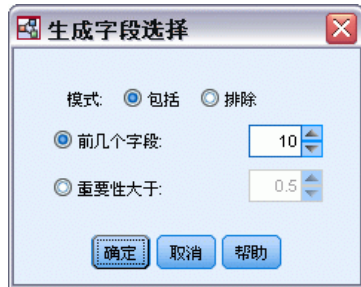 生成字段选择
模式: 包括 排除
前几个字段: 10
重要性大于: 0.5
确定 取消 帮助